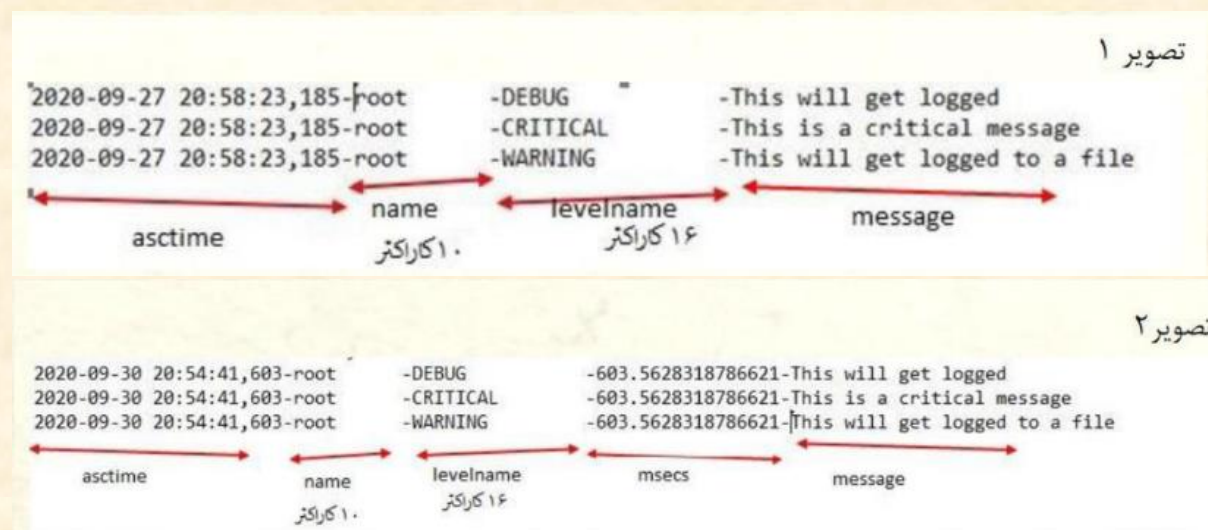 تصویر ۱
2020-09-27 20:58:23,185-root -DEBUG -This will get logged
2020-09-27 20:58:23,185-root -CRITICAL -This is a critical message
2020-09-27 20:58:23,185-root -WARNING -This will get logged to a file
asctime name levelname message
۱۰ کاراکتر ۱۶ کاراکتر
تصویر ۲
2020-09-30 20:54:41,603-root -DEBUG -603.5628318786621-This will get logged
2020-09-30 20:54:41,603-root -CRITICAL -603.5628318786621-This is a critical message
2020-09-30 20:54:41,603-root -WARNING -603.5628318786621-This will get logged to a file
asctime name levelname msecs message
۱۰ کاراکتر ۱۶ کاراکتر